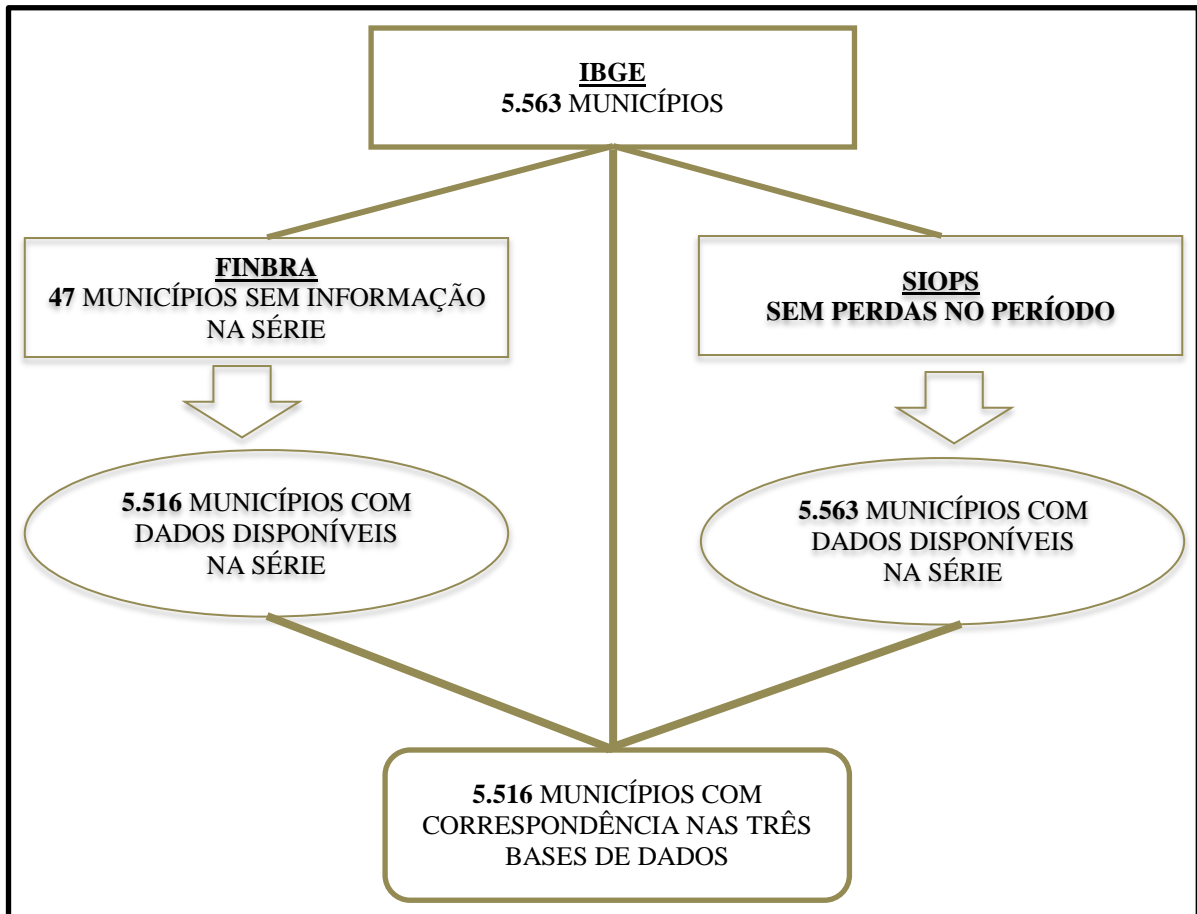 IBGE
5.563 MUNICÍPIOS
FINBRA
47 MUNICÍPIOS SEM INFORMAÇÃO
NA SÉRIE
SIOPS
SEM PERDAS NO PERÍODO
5.516 MUNICÍPIOS COM
DADOS DISPONÍVEIS
NA SÉRIE
5.563 MUNICÍPIOS COM
DADOS DISPONÍVEIS
NA SÉRIE
5.516 MUNICÍPIOS COM
CORRESPONDÊNCIA NAS TRÊS
BASES DE DADOS